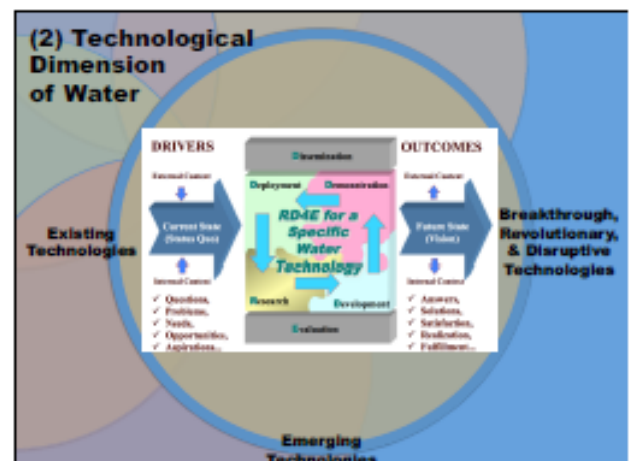 (2) Technological
Dimension
of Water
DRIVERS
External Context
Current State
(Status Quo)
Internal Context
✓ Questions,
✓ Problems,
✓ Needs,
✓ Opportunities,
✓ Aspirations...
Dissemination
Deployment
Demonstration
RD4E for a
Specific
Water
Technology
Research
Development
Evaluation
OUTCOMES
External Context
Future State
(Vision)
Internal Context
✓ Answers,
✓ Solutions,
✓ Satisfaction,
✓ Realization,
✓ Fulfillment...
Existing
Technologies
Breakthrough,
Revolutionary,
& Disruptive
Technologies
Emerging
Technologies